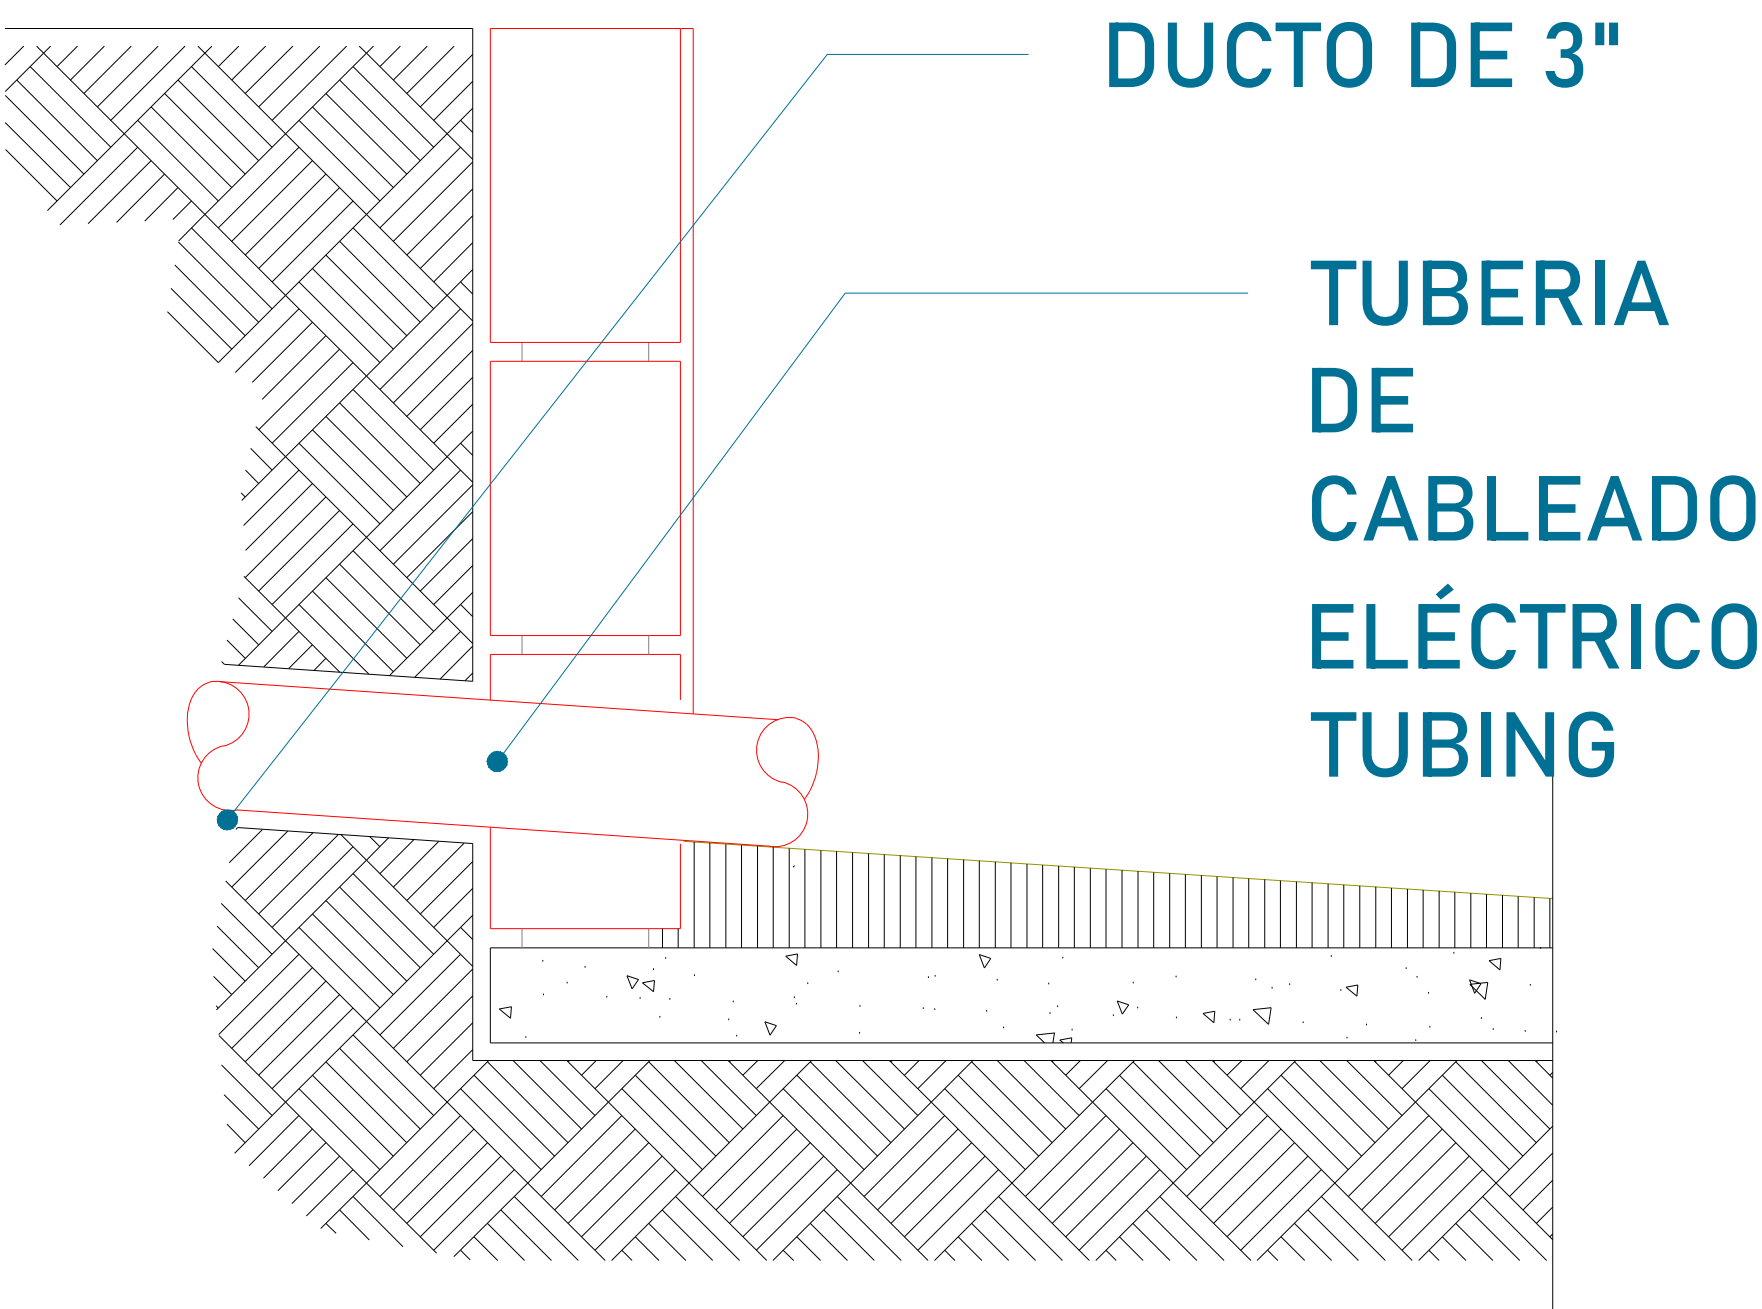 DUCTO DE 3"
TUBERIA
DE
CABLEADO
ELÉCTRICO
TUBING